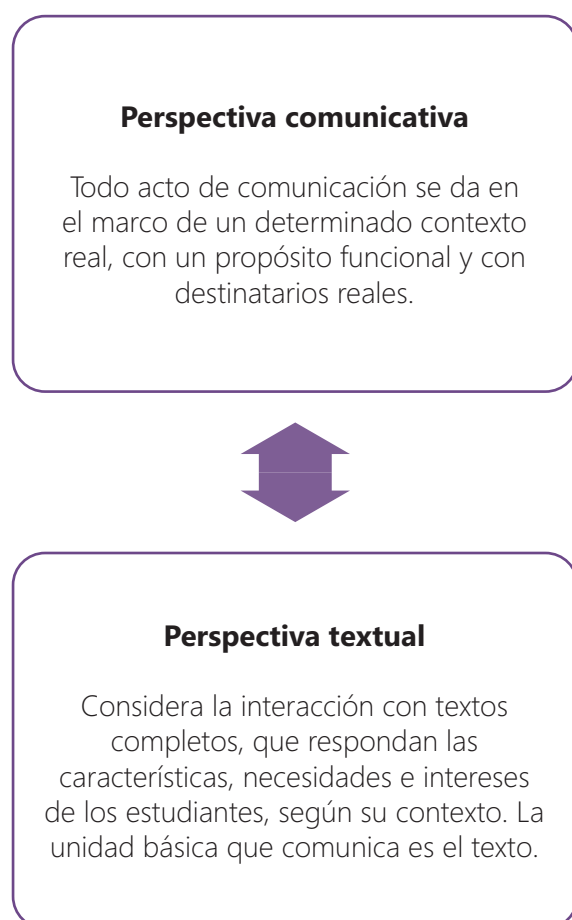 Perspectiva comunicativa
Todo acto de comunicación se da en
el marco de un determinado contexto
real, con un propósito funcional y con
destinatarios reales.
Perspectiva textual
Considera la interacción con textos
completos, que respondan las
características, necesidades e intereses
de los estudiantes, según su contexto. La
unidad básica que comunica es el texto.